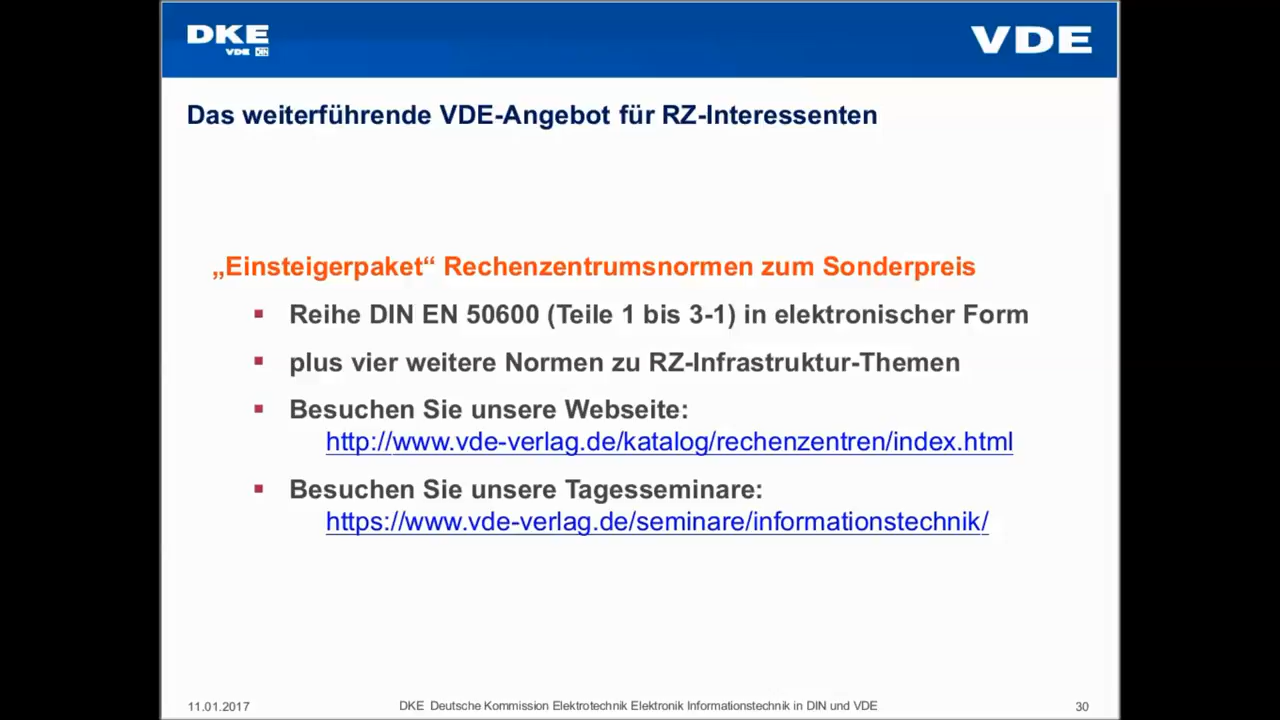 DKE
VDE DIN
VDE
Das weiterführende VDE-Angebot für RZ-Interessenten
„Einsteigerpaket“ Rechenzentrumsnormen zum Sonderpreis
Reihe DIN EN 50600 (Teile 1 bis 3-1) in elektronischer Form
plus vier weitere Normen zu RZ-Infrastruktur-Themen
Besuchen Sie unsere Webseite:
http://www.vde-verlag.de/katalog/rechenzentren/index.html
Besuchen Sie unsere Tagesseminare:
https://www.vde-verlag.de/seminare/informationstechnik/
11.01.2017 DKE Deutsche Kommission Elektrotechnik Elektronik Informationstechnik in DIN und VDE 30